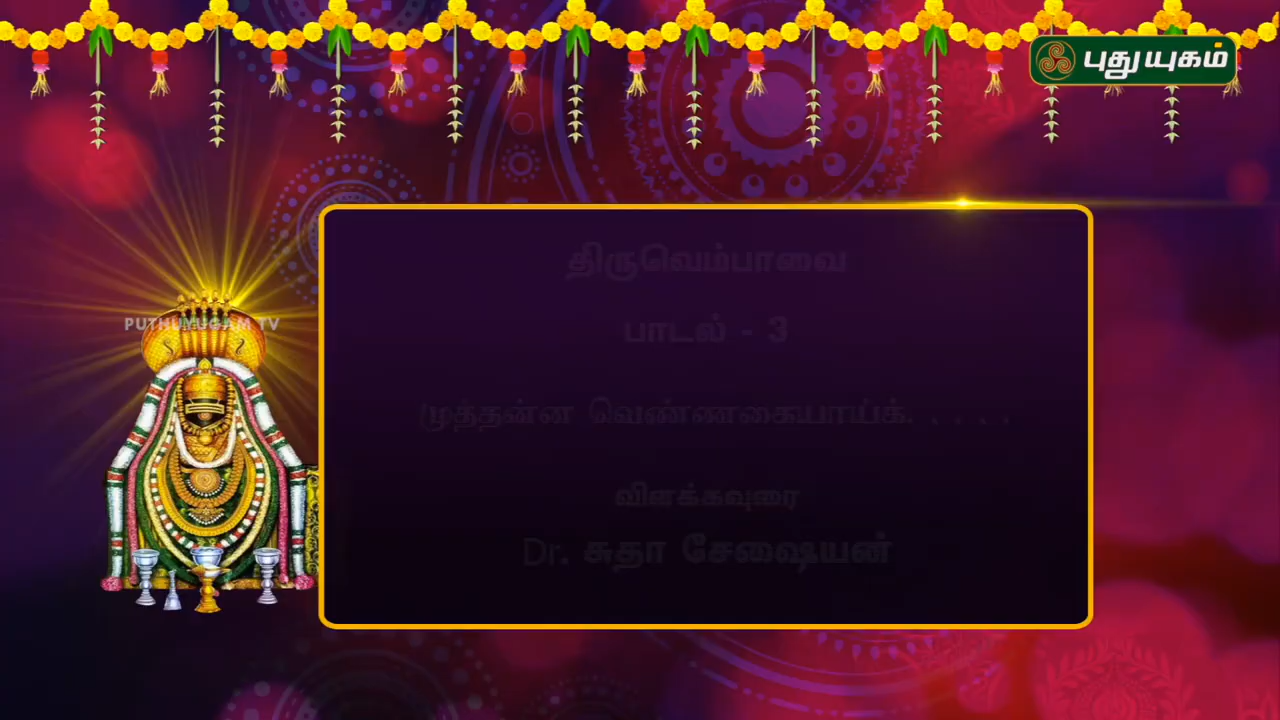 புதுயுகம்
PUTHUYUGAM TV
திருவெம்பாவை
பாடல் - 3
முத்தன்ன வெண்ணகையாய்க். . . . .
விளக்கவுரை
Dr. சுதா சேஷையன்